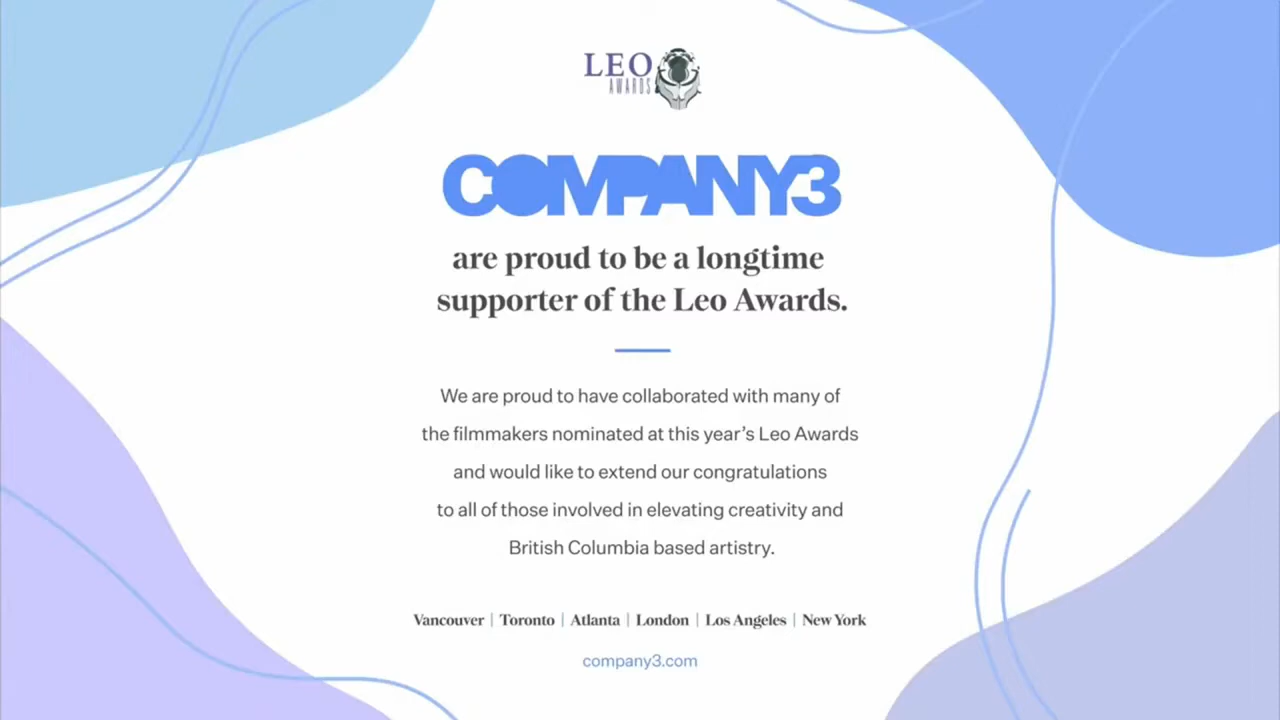 LEO
AWARDS
COMPANY3
are proud to be a longtime
supporter of the Leo Awards.
We are proud to have collaborated with many of
the filmmakers nominated at this year’s Leo Awards
and would like to extend our congratulations
to all of those involved in elevating creativity and
British Columbia based artistry.
Vancouver | Toronto | Atlanta | London | Los Angeles | New York
company3.com